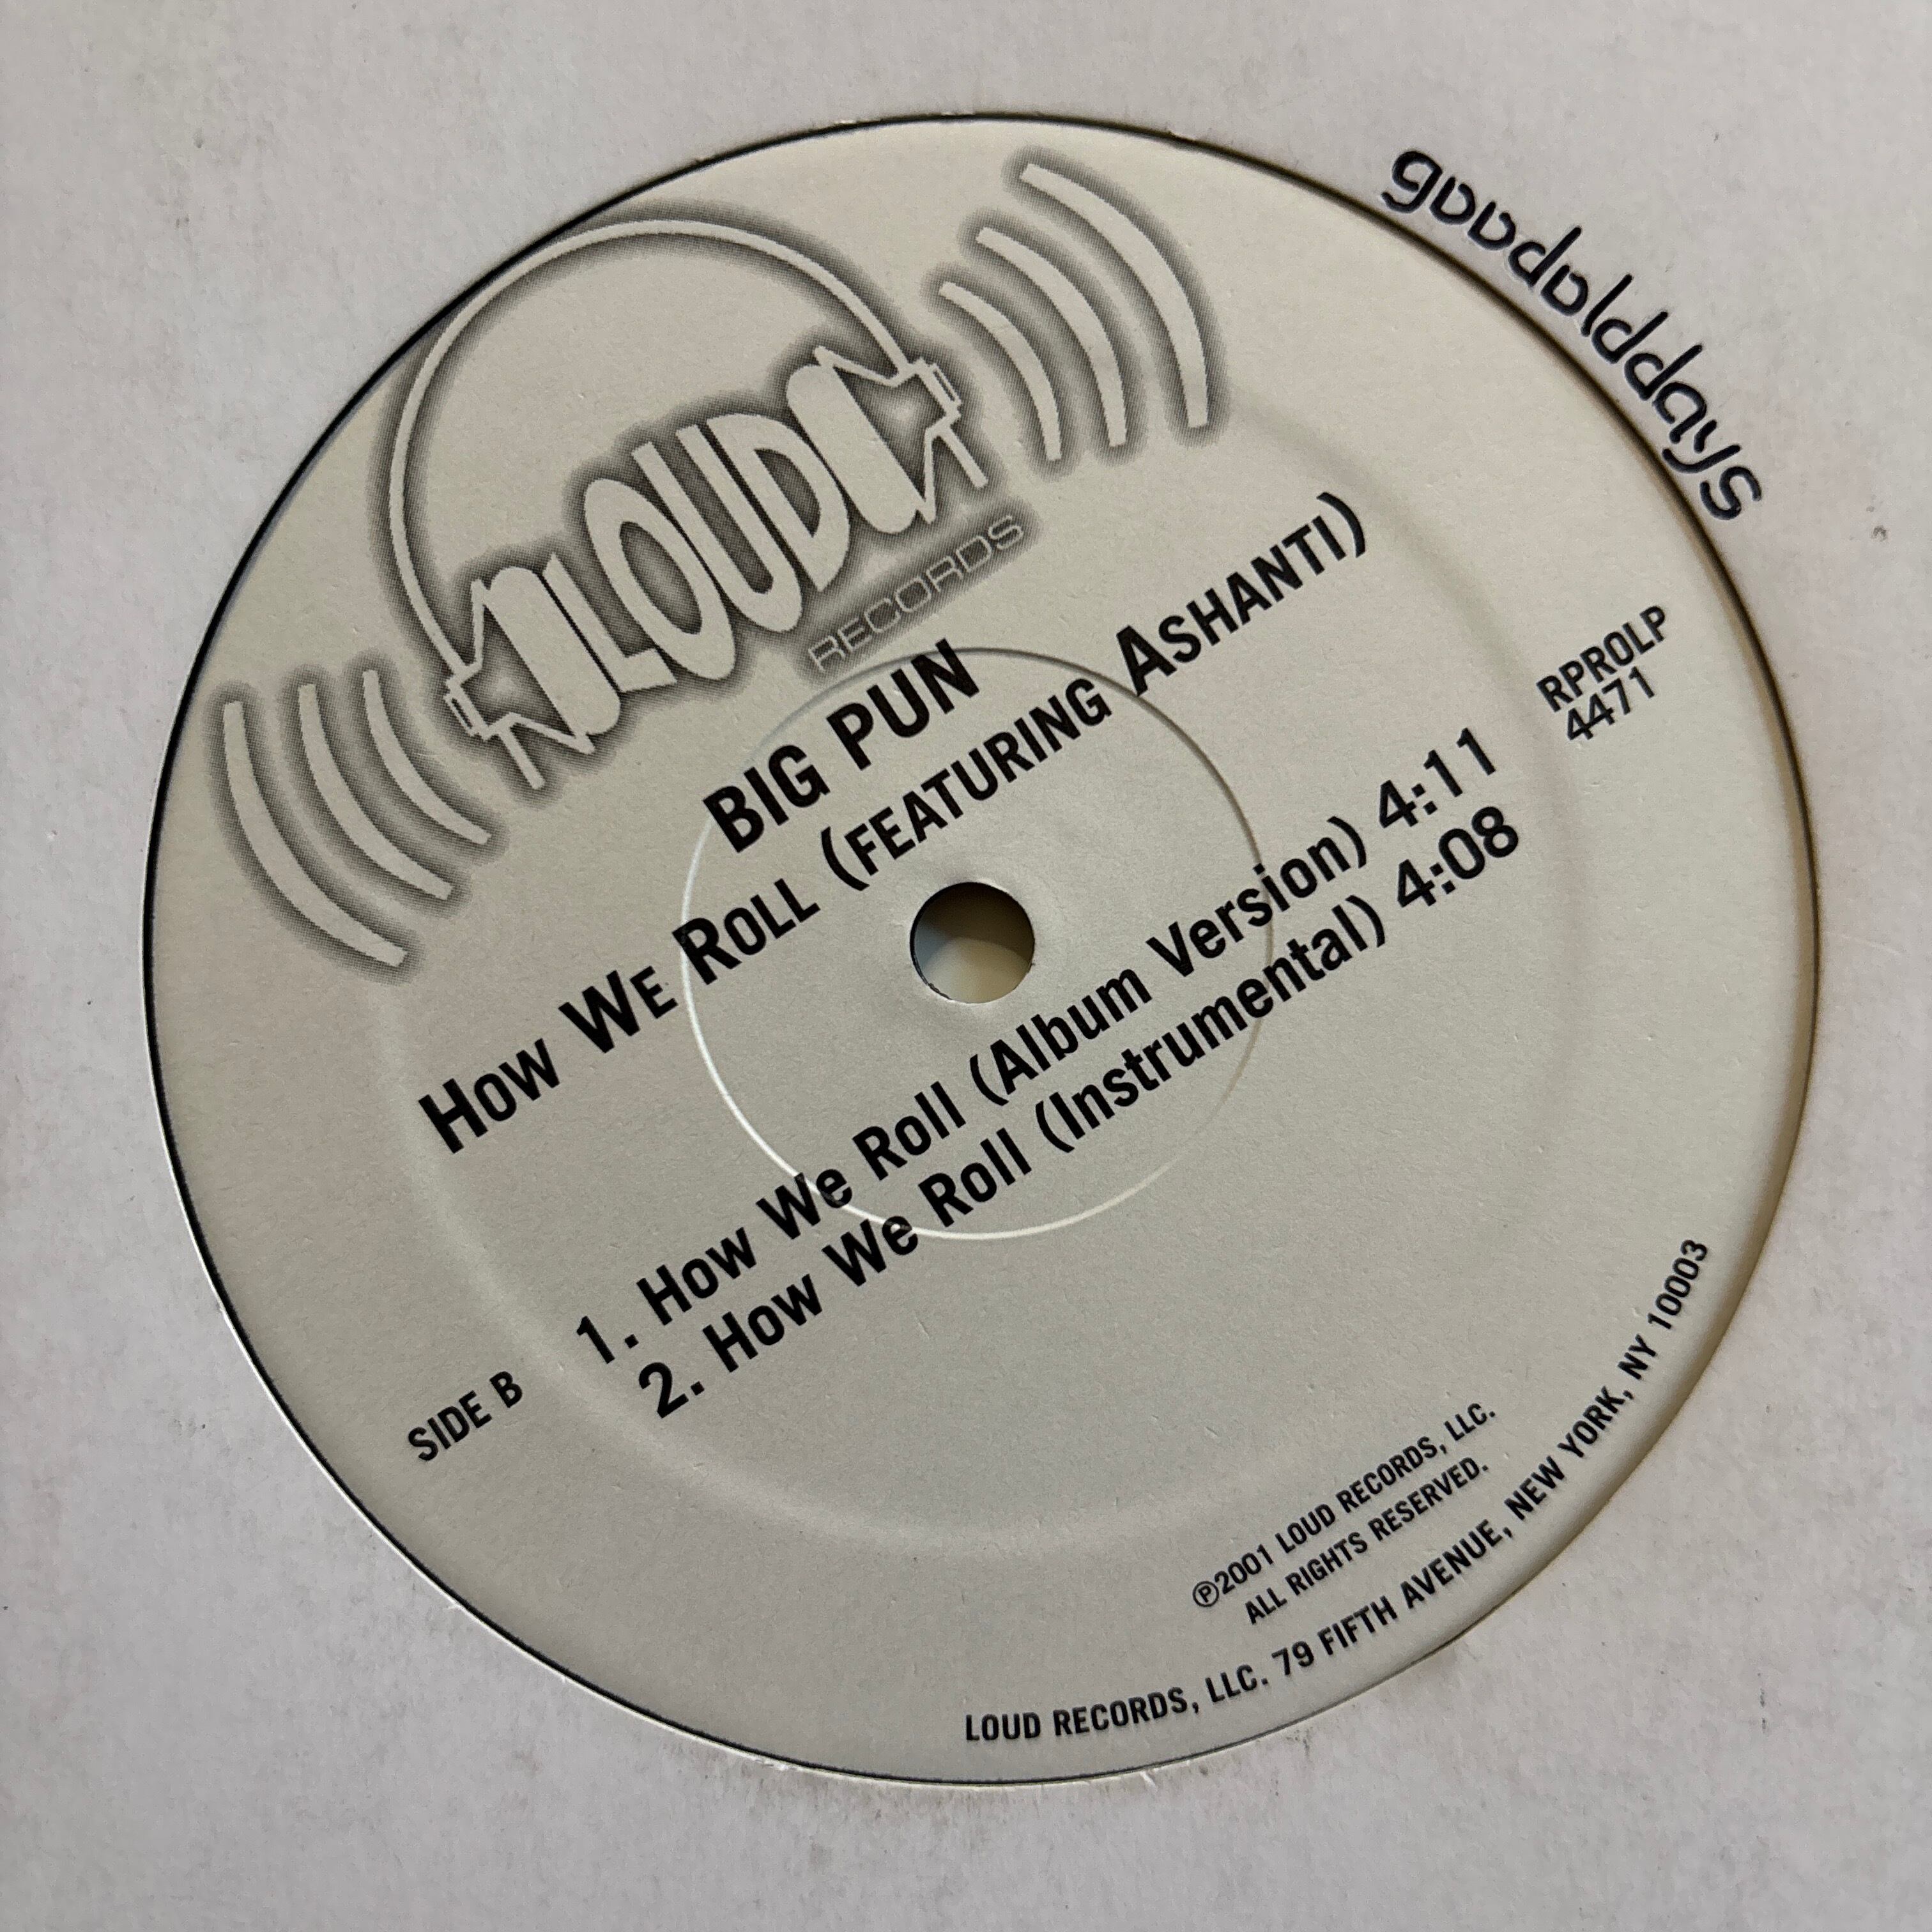 gooddolddays
LOUD
RECORDS
BIG PUN
HOW WE ROLL (FEATURING ASHANTI)
RPROLP
4471
1. How We Roll (Album Version) 4:11
2. How We Roll (Instrumental) 4:08
SIDE B
℗2001 LOUD RECORDS, LLC.
ALL RIGHTS RESERVED.
LOUD RECORDS, LLC. 79 FIFTH AVENUE, NEW YORK, NY 10003